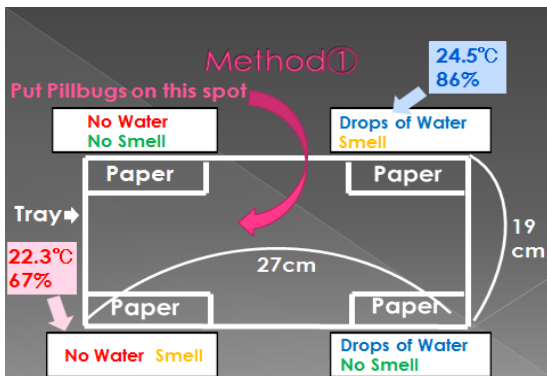 Method①
24.5℃
86%
Put Pillbugs on this spot
No Water
No Smell
Drops of Water
Smell
Paper
Paper
Tray
19
cm
22.3℃
67%
27cm
Paper
Paper
No Water Smell
Drops of Water
No Smell